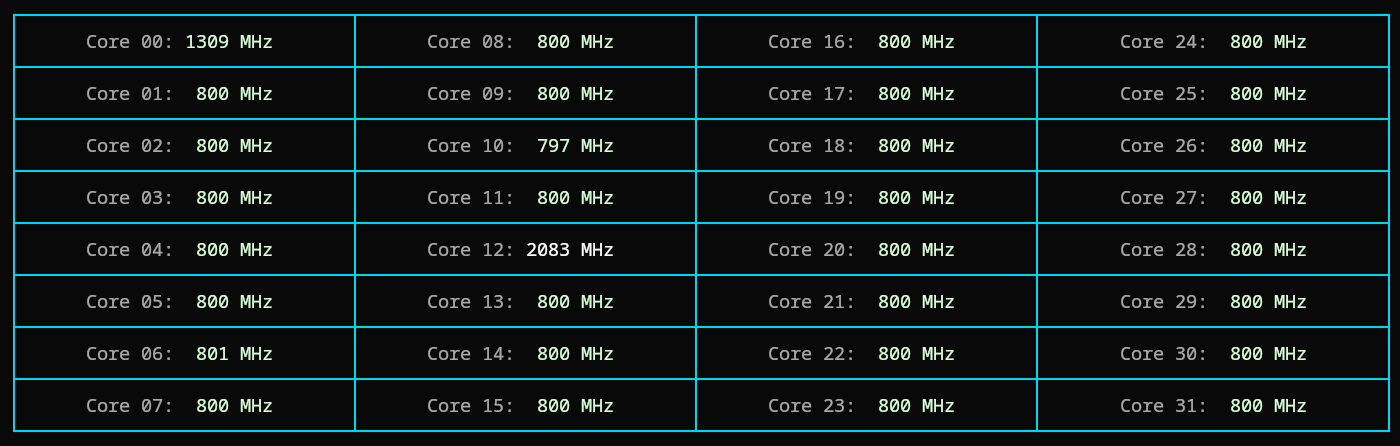 Core 00: 1309 MHz Core 08: 800 MHz Core 16: 800 MHz Core 24: 800 MHz
Core 01: 800 MHz Core 09: 800 MHz Core 17: 800 MHz Core 25: 800 MHz
Core 02: 800 MHz Core 10: 797 MHz Core 18: 800 MHz Core 26: 800 MHz
Core 03: 800 MHz Core 11: 800 MHz Core 19: 800 MHz Core 27: 800 MHz
Core 04: 800 MHz Core 12: 2083 MHz Core 20: 800 MHz Core 28: 800 MHz
Core 05: 800 MHz Core 13: 800 MHz Core 21: 800 MHz Core 29: 800 MHz
Core 06: 801 MHz Core 14: 800 MHz Core 22: 800 MHz Core 30: 800 MHz
Core 07: 800 MHz Core 15: 800 MHz Core 23: 800 MHz Core 31: 800 MHz